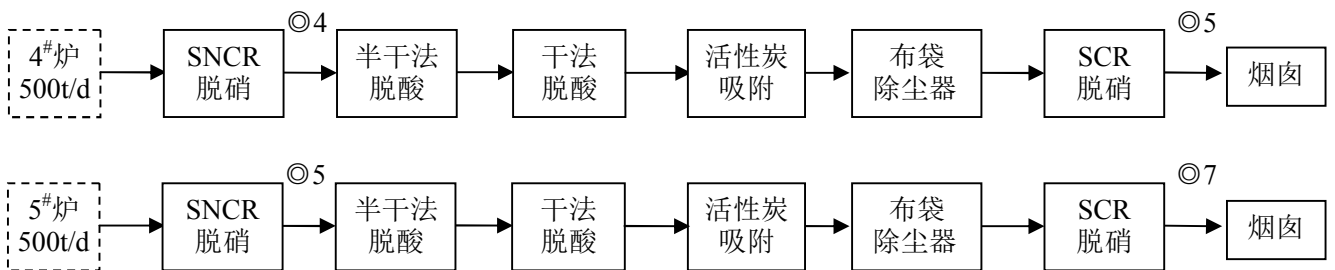 ◎4 ◎5
4#炉 SNCR 半干法 干法 活性炭 布袋 SCR 烟囱
500t/d 脱硝 脱酸 脱酸 吸附 除尘器 脱硝
◎5 ◎7
5#炉 SNCR 半干法 干法 活性炭 布袋 SCR 烟囱
500t/d 脱硝 脱酸 脱酸 吸附 除尘器 脱硝